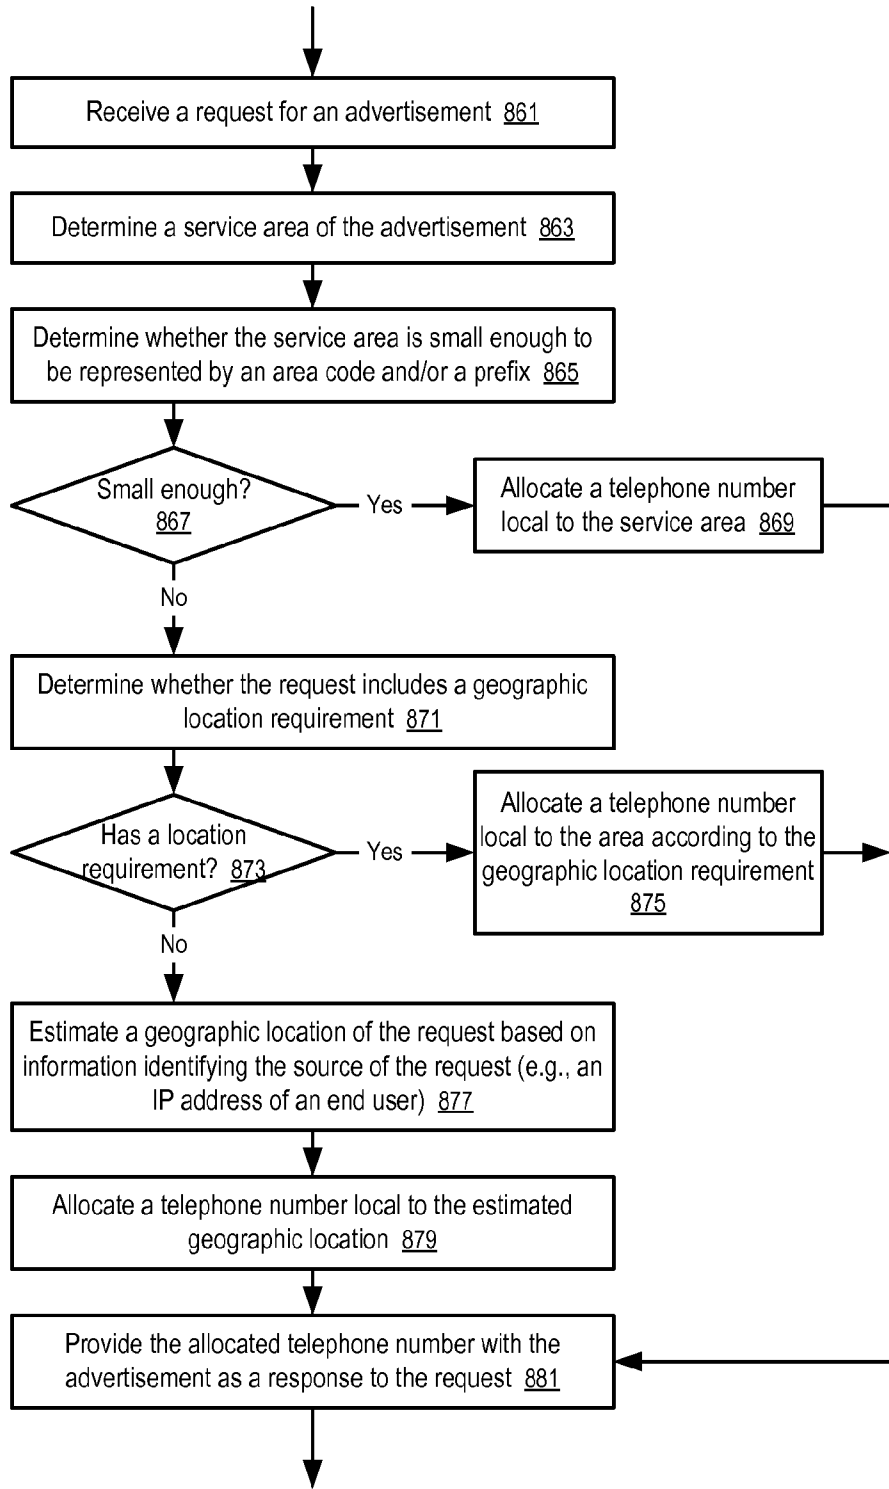 Receive a request for an advertisement 861
Determine a service area of the advertisement 863
Determine whether the service area is small enough to
be represented by an area code and/or a prefix 865
Small enough?
867
Yes
Allocate a telephone number
local to the service area 869
No
Determine whether the request includes a geographic
location requirement 871
Has a location
requirement? 873
Yes
Allocate a telephone number
local to the area according to the
geographic location requirement
875
No
Estimate a geographic location of the request based on
information identifying the source of the request (e.g., an
IP address of an end user) 877
Allocate a telephone number local to the estimated
geographic location 879
Provide the allocated telephone number with the
advertisement as a response to the request 881